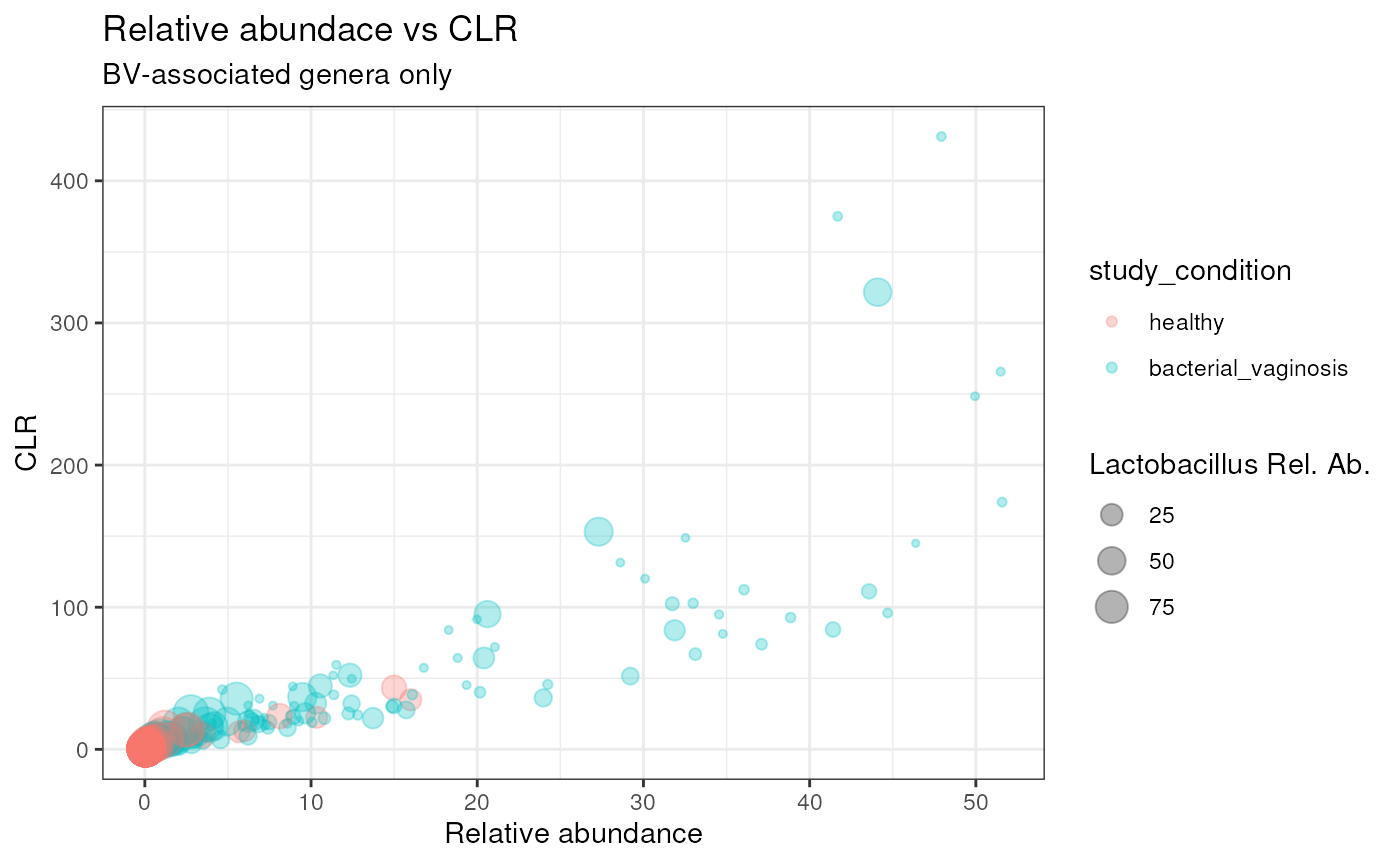 Relative abundace vs CLR
BV-associated genera only
400
300
200
100
0
CLR
0 10 20 30 40 50
Relative abundance
study_condition
healthy
bacterial_vaginosis
Lactobacillus Rel. Ab.
25
50
75